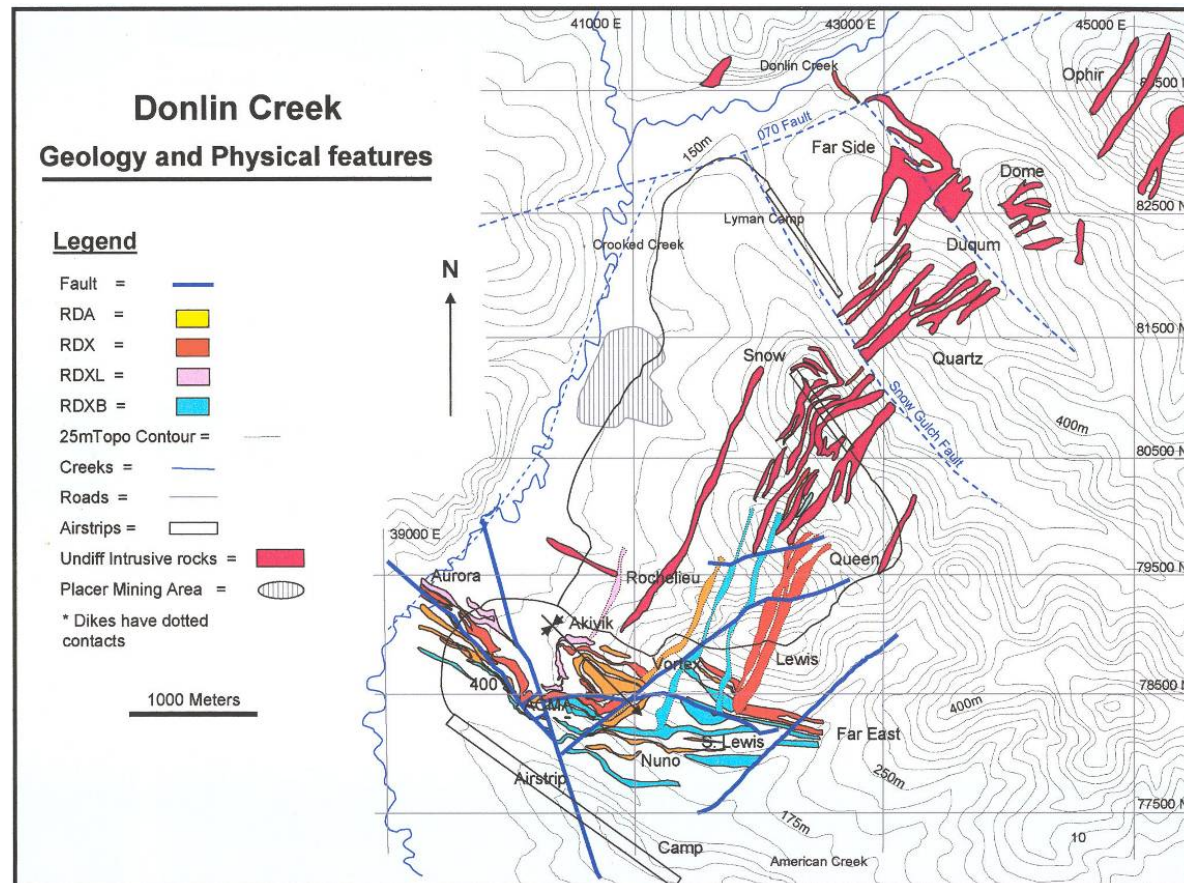 Donlin Creek
Geology and Physical features
Legend
Fault =
RDA =
RDX =
RDXL =
RDXB =
25mTopo Contour =
Creeks =
Roads =
Airstrips =
Undiff Intrusive rocks =
Placer Mining Area =
* Dikes have dotted
contacts
1000 Meters
N
41000 E
43000 E
45000 E
Donlin Creek
Ophir
070 Fault
150m
Far Side
Dome
82500 N
Lyman Camp
Crooked Creek
Duqum
81500 N
Snow
Quartz
Snow Gulch Fault
400m
80500 N
39000 E
Queen
79500 N
Aurora
Rochelieu
Akivik
Vortex
Lewis
400
78500 N
ACMA
400m
S. Lewis
Far East
Nuno
Airstrip
250m
77500 N
175m
10
Camp
American Creek